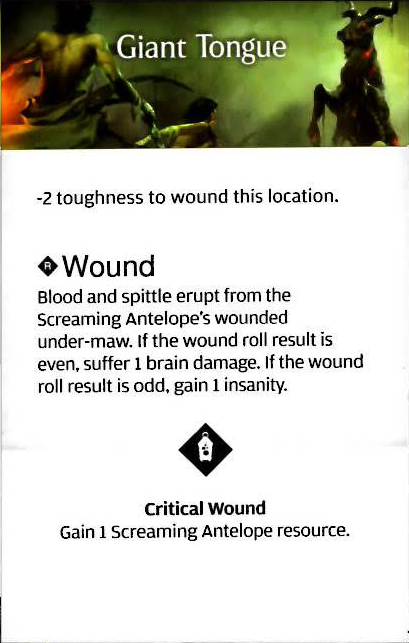 Giant Tongue
-2 toughness to wound this location.
R Wound
Blood and spittle erupt from the
Screaming Antelope's wounded
under-maw. If the wound roll result is
even, suffer 1 brain damage. If the wound
roll result is odd, gain 1 insanity.
Critical Wound
Gain 1 Screaming Antelope resource.